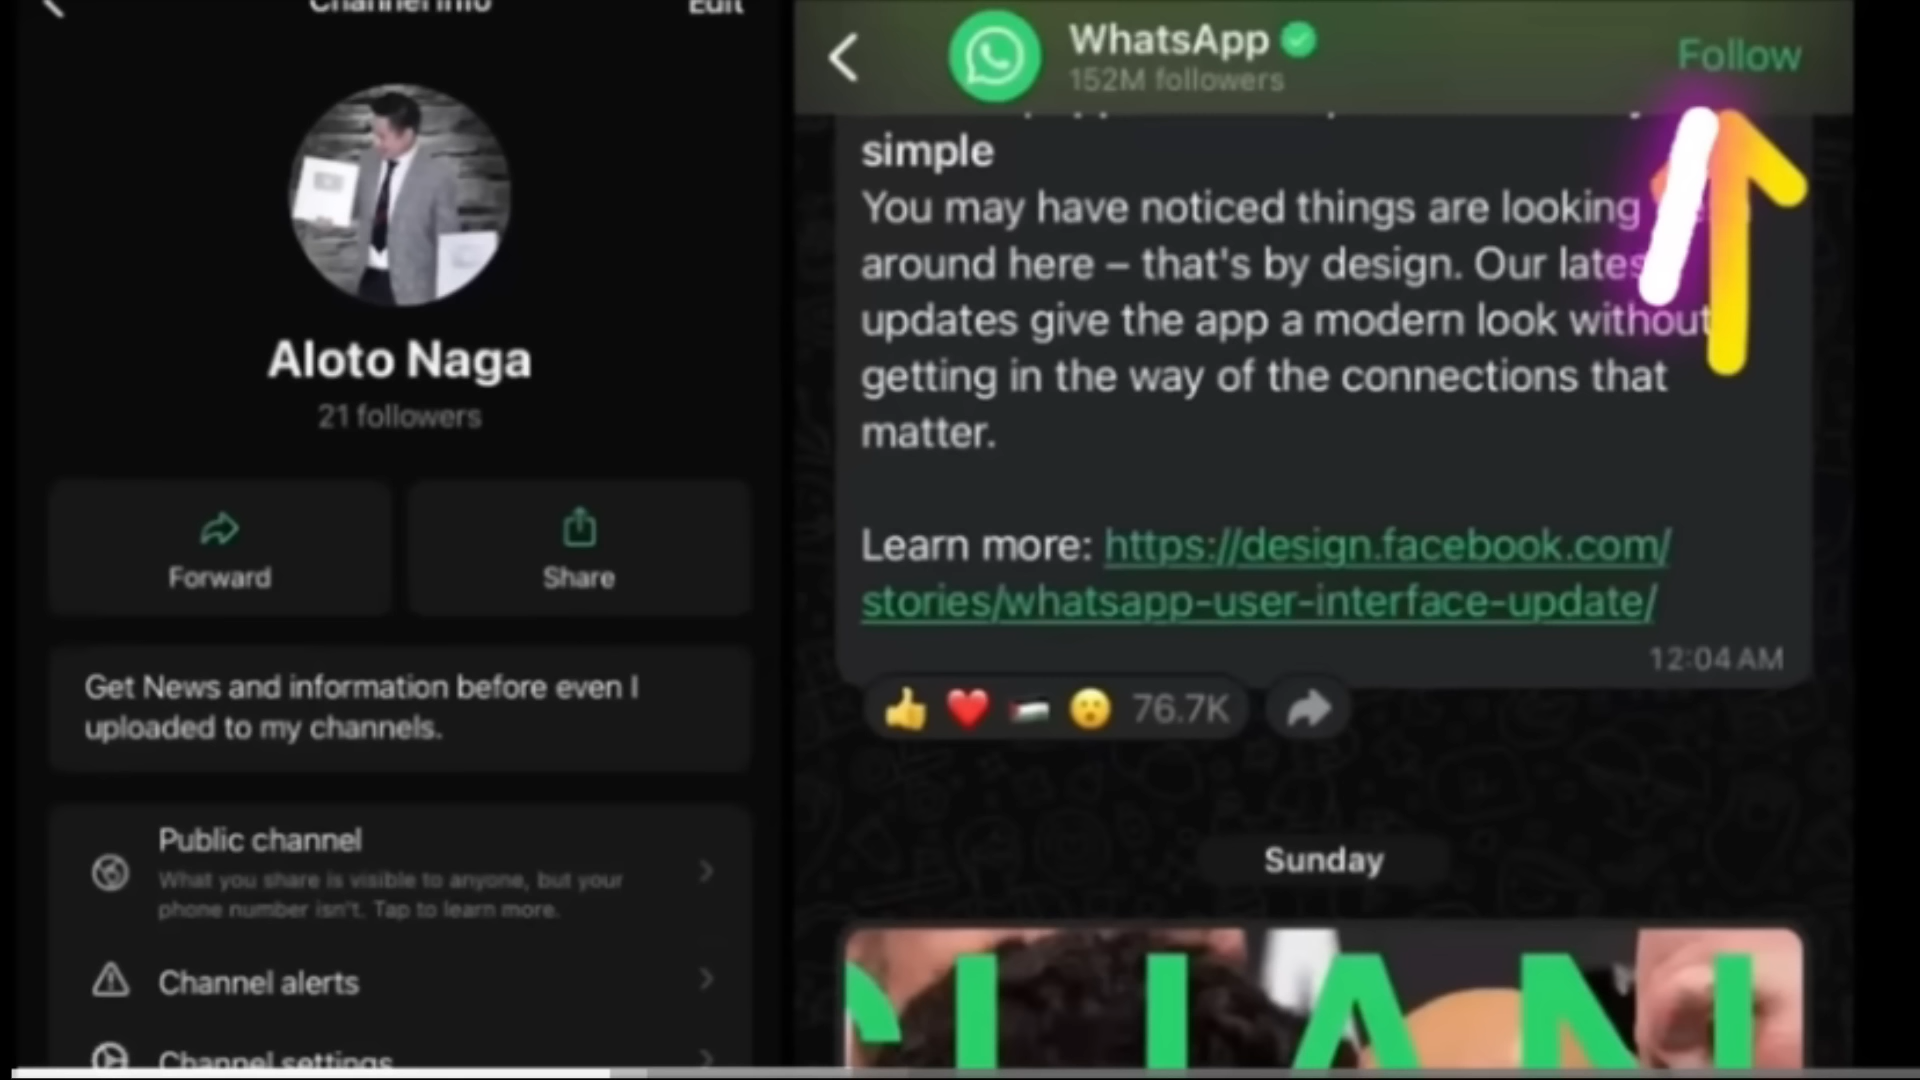 Channel info
Edit
Aloto Naga
21 followers
Forward
Share
Get News and information before even I
uploaded to my channels.
Public channel
What you share is visible to anyone, but your
phone number isn't. Tap to learn more.
Channel alerts
Channel settings
WhatsApp
152M followers
Follow
simple
You may have noticed things are looking
around here – that's by design. Our latest
updates give the app a modern look without
getting in the way of the connections that
matter.
Learn more: https://design.facebook.com/
stories/whatsapp-user-interface-update/
12:04 AM
76.7K
Sunday